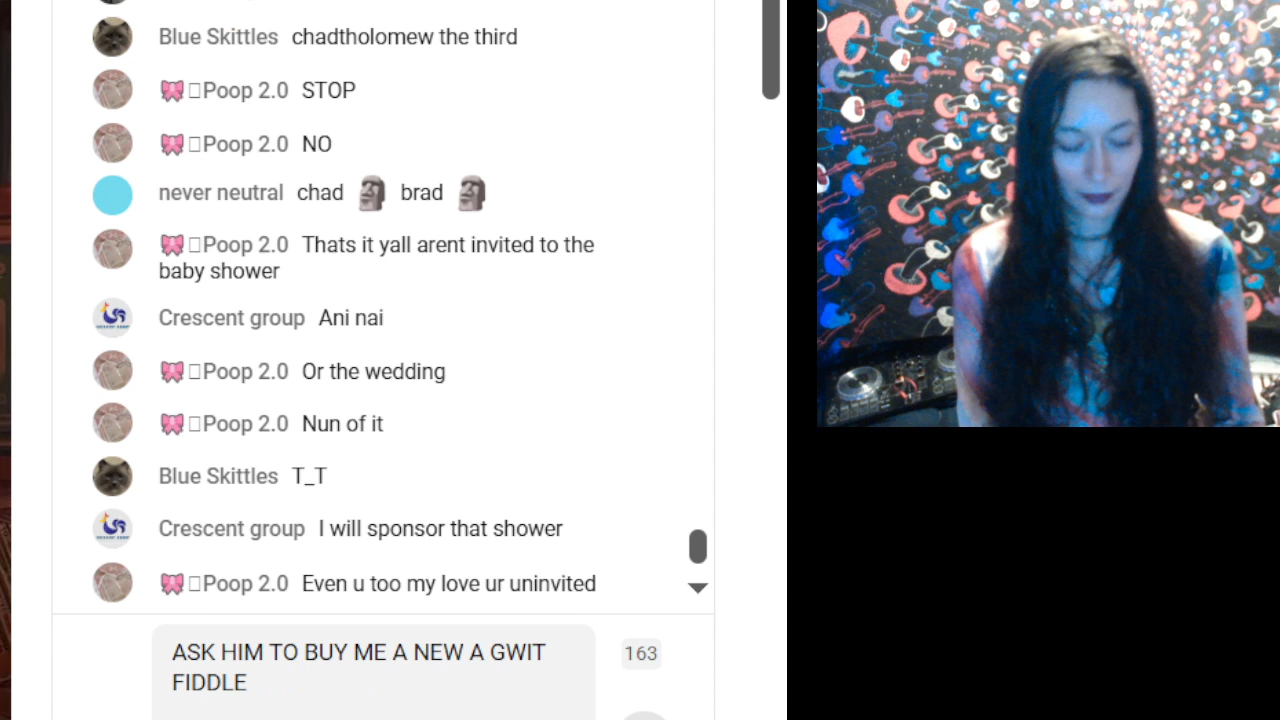 Blue Skittles chadtholomew the third
Poop 2.0 STOP
Poop 2.0 NO
never neutral chad 🗿 brad 🗿
Poop 2.0 Thats it yall arent invited to the
baby shower
Crescent group Ani nai
Poop 2.0 Or the wedding
Poop 2.0 Nun of it
Blue Skittles T_T
Crescent group I will sponsor that shower
Poop 2.0 Even u too my love ur uninvited
ASK HIM TO BUY ME A NEW A GWIT
FIDDLE
163